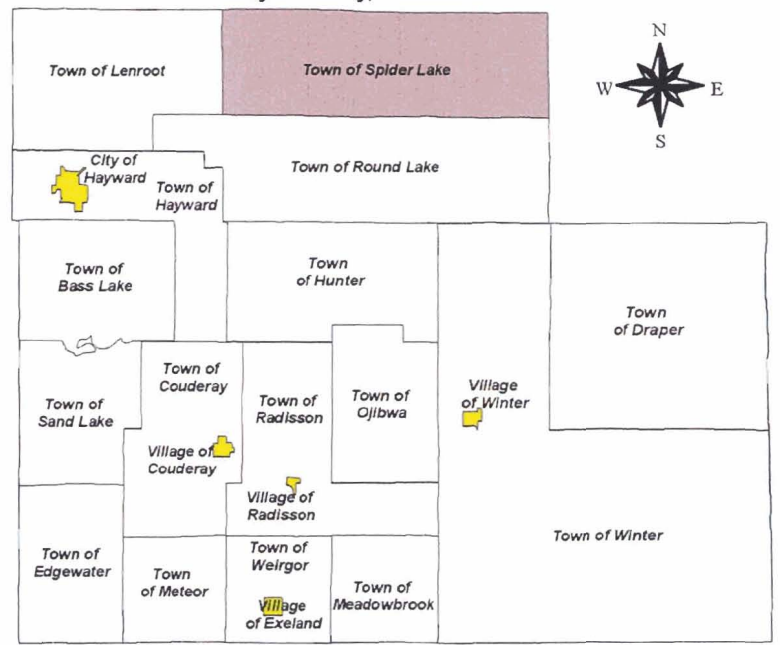 Town of Lenroot
Town of Spider Lake
N
W
E
S
City of
Hayward
Town of
Hayward
Town of Round Lake
Town of
Bass Lake
Town
of Hunter
Town
of Draper
Town of
Couderay
Town of
Sand Lake
Town of
Radisson
Town of
Ojibwa
Village
of Winter
Village of
Couderay
Village of
Radisson
Town of Winter
Town of
Edgewater
Town
of Meteor
Town of
Weirgor
Village
of Exeland
Town of
Meadowbrook